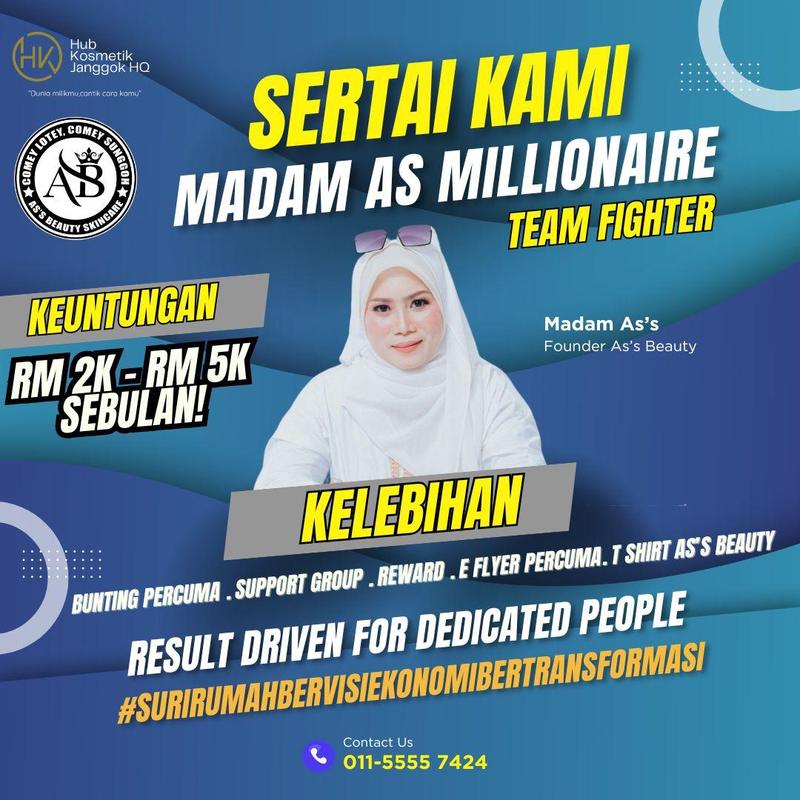 HK
Hub
Kosmetik
Janggok HQ
"Dunia milikmu,cantik cara kamu"
COMEY LOTEY, COMEY SUNGGOH
ASB
AS'S BEAUTY SKINCARE
SERTAI KAMI
MADAM AS MILLIONAIRE
TEAM FIGHTER
KEUNTUNGAN
RM 2K - RM 5K
SEBULAN!
Madam As's
Founder As's Beauty
KELEBIHAN
BUNTING PERCUMA . SUPPORT GROUP . REWARD . E FLYER PERCUMA. T SHIRT AS'S BEAUTY
RESULT DRIVEN FOR DEDICATED PEOPLE
#SURIRUMAHBERVISIEKONOMIBERTRANSFORMASI
Contact Us
011-5555 7424